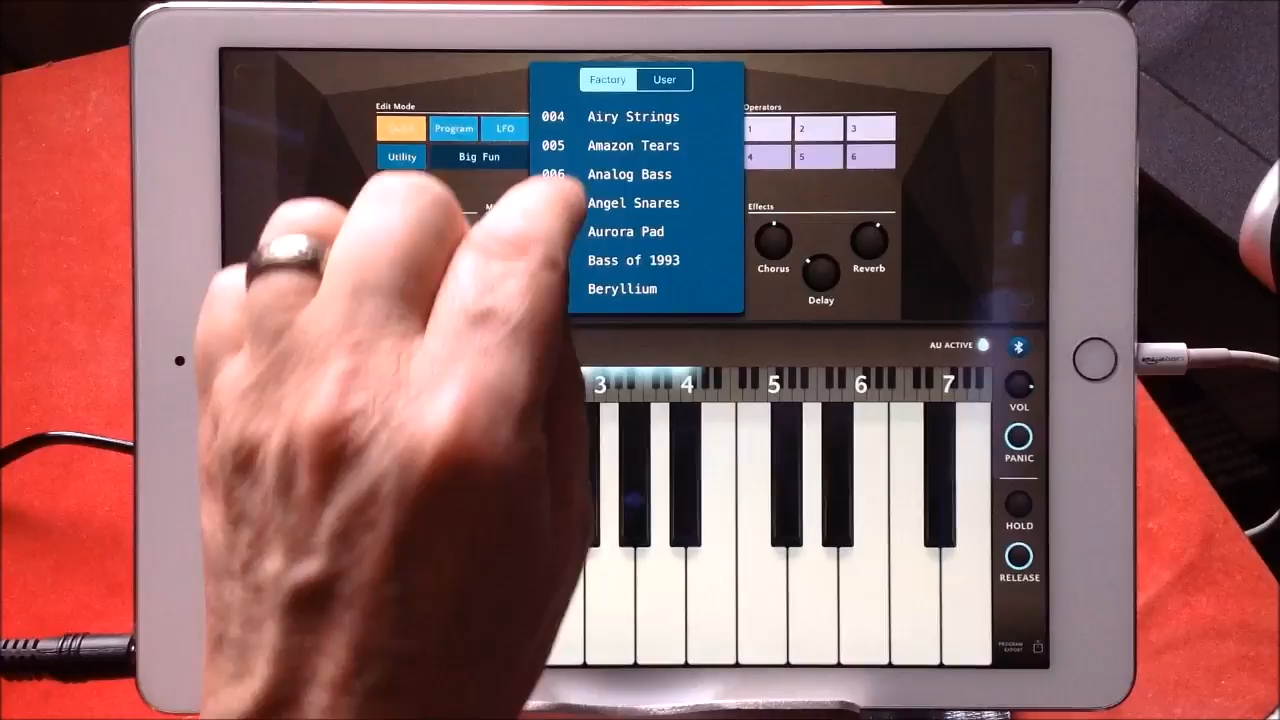 Factory User
Edit Mode
Program LFO
Utility Big Fun
004 Airy Strings
005 Amazon Tears
006 Analog Bass
Angel Snares
Aurora Pad
Bass of 1993
Beryllium
Operators
1 2 3
4 5 6
Effects
Chorus
Reverb
Delay
AU ACTIVE
3 4 5 6 7
VOL
PANIC
HOLD
RELEASE
PROGRAM
EXPORT